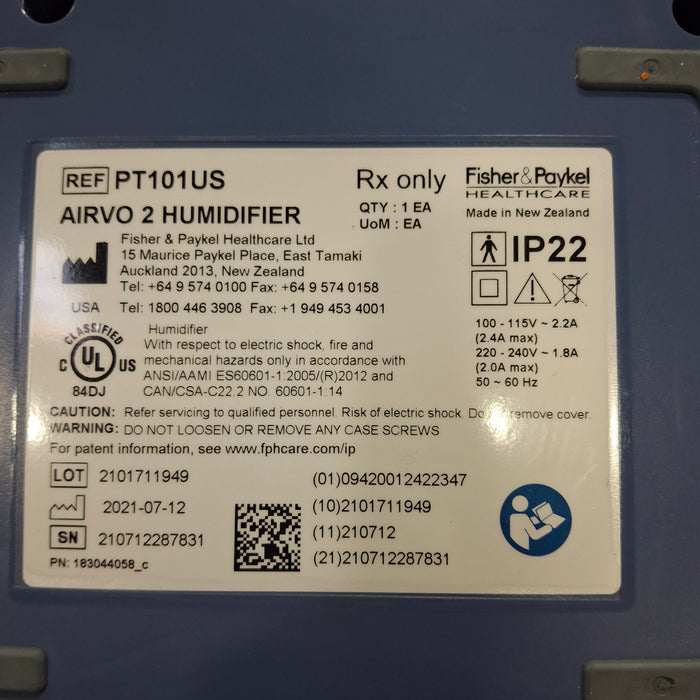 REF PT101US
Rx only
Fisher & Paykel
HEALTHCARE
AIRVO 2 HUMIDIFIER
QTY : 1 EA
UoM : EA
Made in New Zealand
Fisher & Paykel Healthcare Ltd
15 Maurice Paykel Place, East Tamaki
Auckland 2013, New Zealand
Tel: +64 9 574 0100 Fax: +64 9 574 0158
USA Tel: 1800 446 3908 Fax: +1 949 453 4001
IP22
100 - 115V ~ 2.2A
(2.4A max)
220 - 240V ~ 1.8A
(2.0A max)
50 ~ 60 Hz
CLASSIFIED
C UL US
84DJ
Humidifier
With respect to electric shock, fire and
mechanical hazards only in accordance with
ANSI/AAMI ES60601-1:2005/(R)2012 and
CAN/CSA-C22.2 NO. 60601-1:14
CAUTION: Refer servicing to qualified personnel. Risk of electric shock. Do remove cover.
WARNING: DO NOT LOOSEN OR REMOVE ANY CASE SCREWS
For patent information, see www.fphcare.com/ip
LOT 2101711949
2021-07-12
SN 210712287831
PN: 183044058_c
(01)09420012422347
(10)2101711949
(11)210712
(21)210712287831